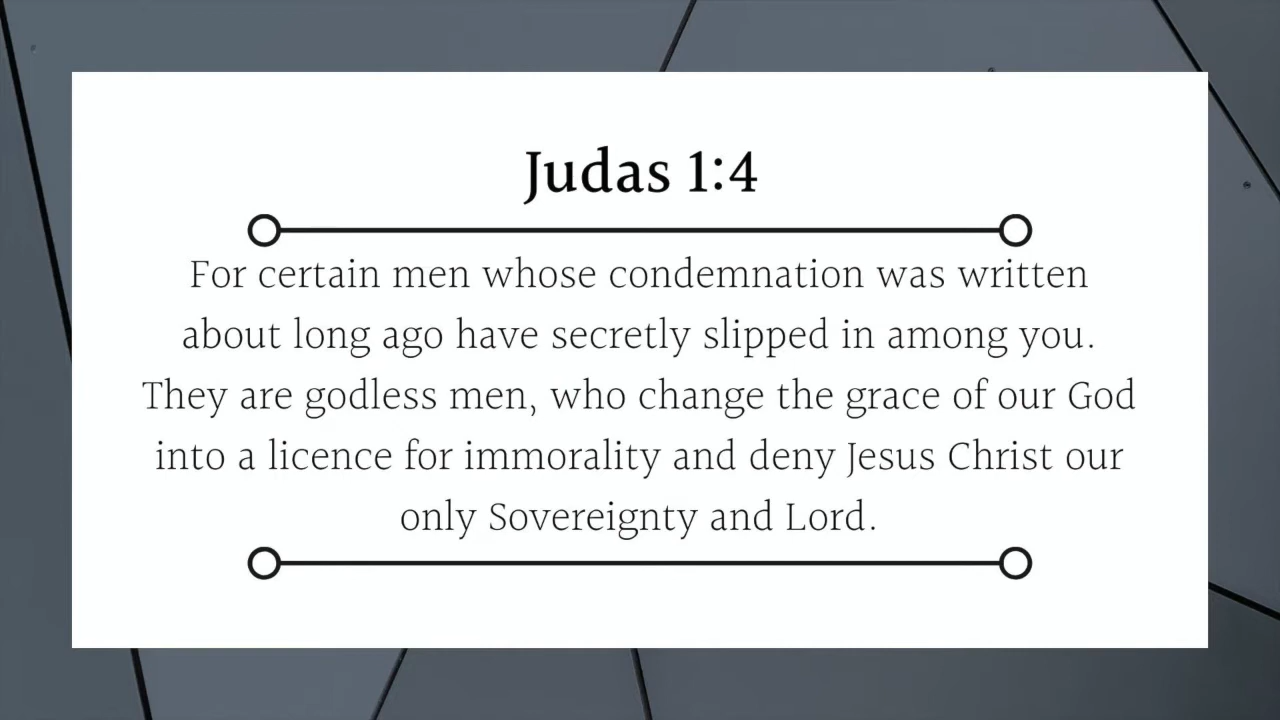 Judas 1:4
For certain men whose condemnation was written
about long ago have secretly slipped in among you.
They are godless men, who change the grace of our God
into a licence for immorality and deny Jesus Christ our
only Sovereignty and Lord.